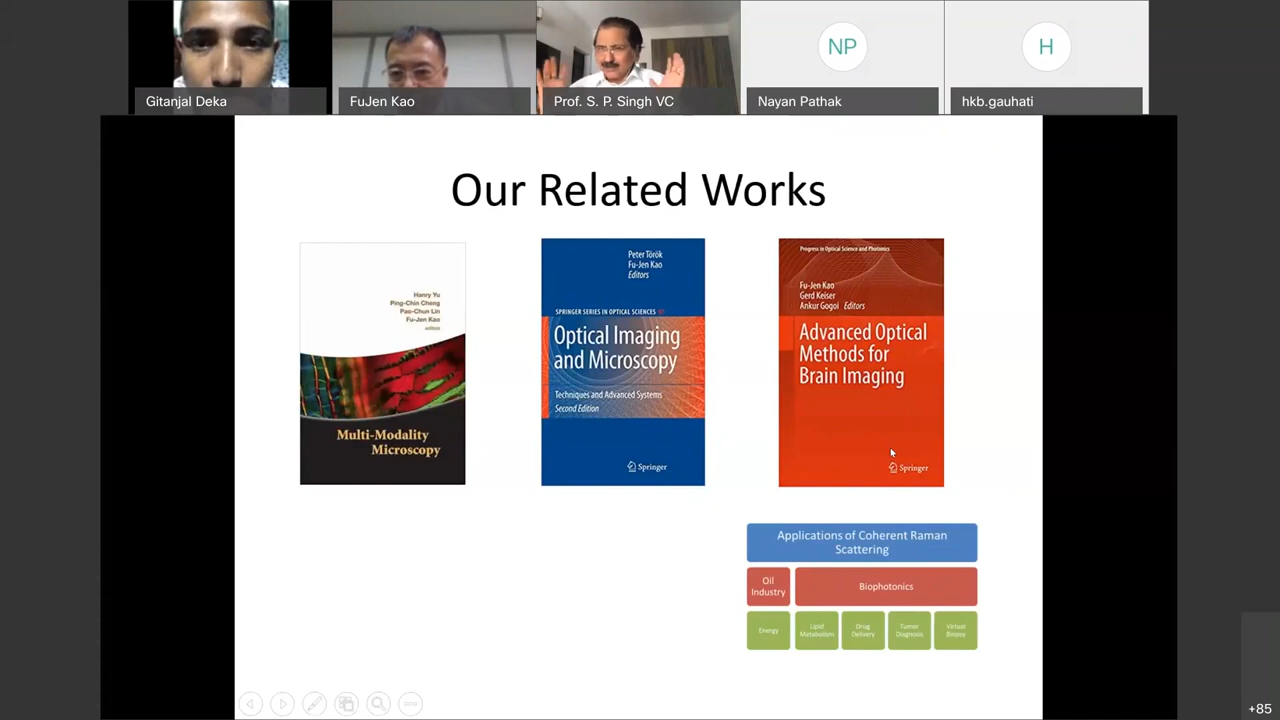 NP
H
Gitanjal Deka
FuJen Kao
Prof. S. P. Singh VC
Nayan Pathak
hkb.gauhati
Our Related Works
Hanry Yu
Ping-Chin Cheng
Pao-Chun Lin
Fu-Jen Kao
editors
Multi-Modality
Microscopy
Peter Török
Fu-Jen Kao
Editors
SPRINGER SERIES IN OPTICAL SCIENCES
Optical Imaging
and Microscopy
Techniques and Advanced Systems
Second Edition
Springer
Progress in Optical Science and Photonics
Fu-Jen Kao
Gerd Keiser
Ankur Gogoi Editors
Advanced Optical
Methods for
Brain Imaging
Springer
Applications of Coherent Raman
Scattering
Oil
Industry
Biophotonics
Energy
Lipid
Metabolism
Drug
Delivery
Tumor
Diagnosis
Virtual
Biopsy
+85